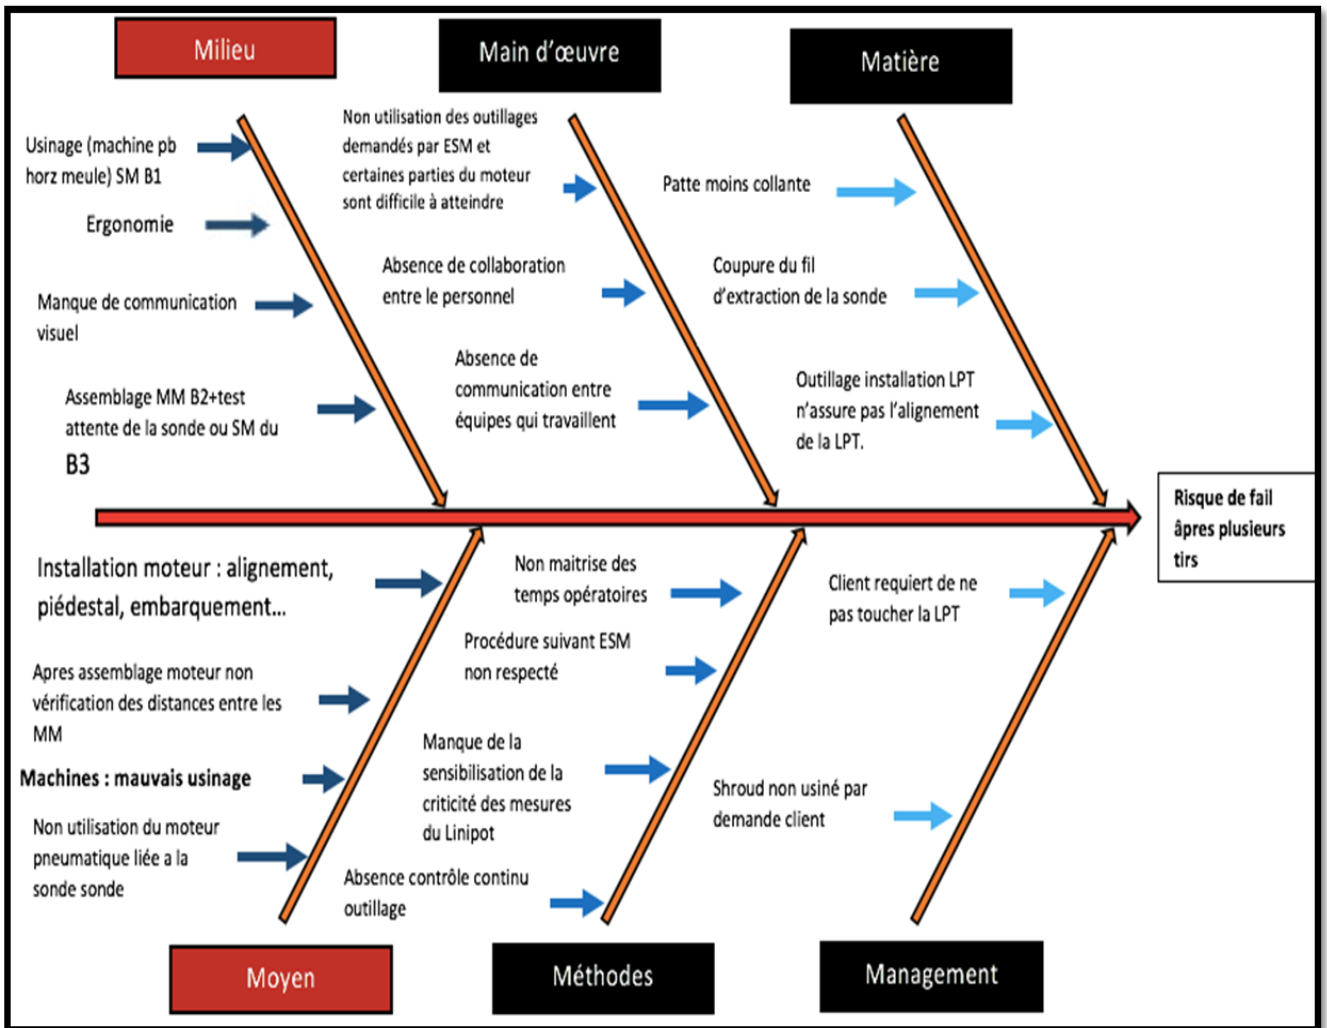 Milieu
Main d’œuvre
Matière
Usinage (machine pb
horz meule) SM B1
Ergonomie
Manque de communication
visuel
Assemblage MM B2+test
attente de la sonde ou SM du
B3
Non utilisation des outillages
demandés par ESM et
certaines parties du moteur
sont difficile à atteindre
Absence de collaboration
entre le personnel
Absence de
communication entre
équipes qui travaillent
Patte moins collante
Coupure du fil
d’extraction de la sonde
Outillage installation LPT
n’assure pas l’alignement
de la LPT.
Risque de fail
âpres plusieurs
tirs
Installation moteur : alignement,
piédestal, embarquement...
Apres assemblage moteur non
vérification des distances entre les
MM
Machines : mauvais usinage
Non utilisation du moteur
pneumatique liée a la
sonde sonde
Non maitrise des
temps opératoires
Procédure suivant ESM
non respecté
Manque de la
sensibilisation de la
criticité des mesures
du Linipot
Absence contrôle continu
outillage
Client requiert de ne
pas toucher la LPT
Shroud non usiné par
demande client
Moyen
Méthodes
Management